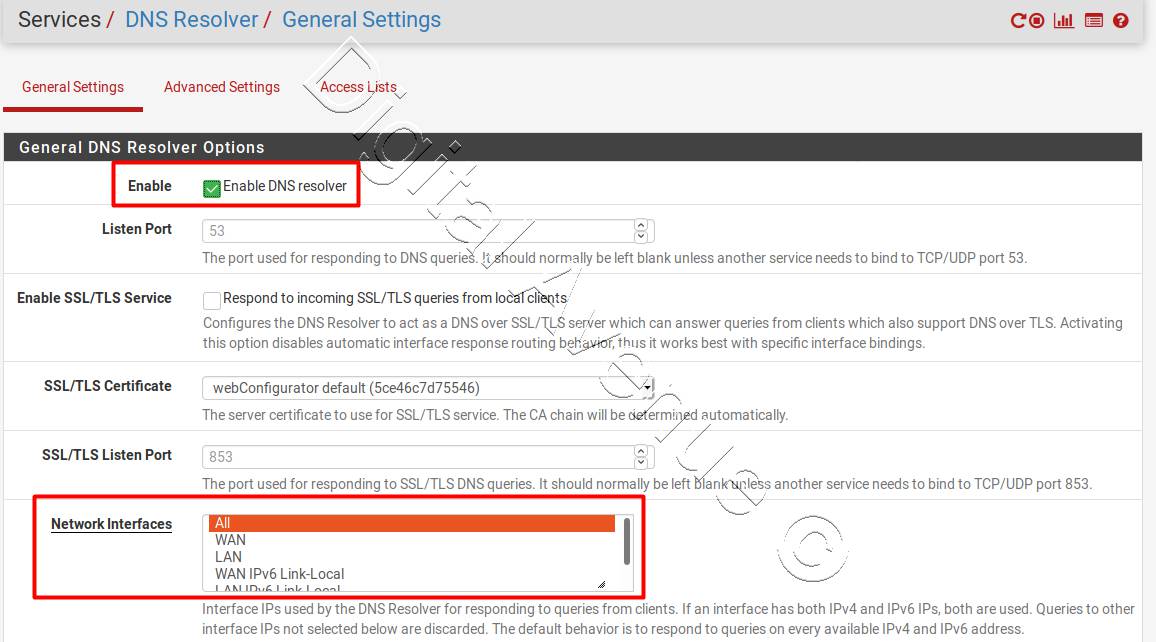 Services / DNS Resolver / General Settings
General Settings Advanced Settings Access Lists
General DNS Resolver Options
Enable Enable DNS resolver
Listen Port 53
The port used for responding to DNS queries. It should normally be left blank unless another service needs to bind to TCP/UDP port 53.
Enable SSL/TLS Service Respond to incoming SSL/TLS queries from local clients
Configures the DNS Resolver to act as a DNS over SSL/TLS server which can answer queries from clients which also support DNS over TLS. Activating
this option disables automatic interface response routing behavior, thus it works best with specific interface bindings.
SSL/TLS Certificate webConfigurator default (5ce46c7d75546)
The server certificate to use for SSL/TLS service. The CA chain will be determined automatically.
SSL/TLS Listen Port 853
The port used for responding to SSL/TLS DNS queries. It should normally be left blank unless another service needs to bind to TCP/UDP port 853.
Network Interfaces All
WAN
LAN
WAN IPv6 Link-Local
LAN IPv6 Link-Local
Interface IPs used by the DNS Resolver for responding to queries from clients. If an interface has both IPv4 and IPv6 IPs, both are used. Queries to other
interface IPs not selected below are discarded. The default behavior is to respond to queries on every available IPv4 and IPv6 address.